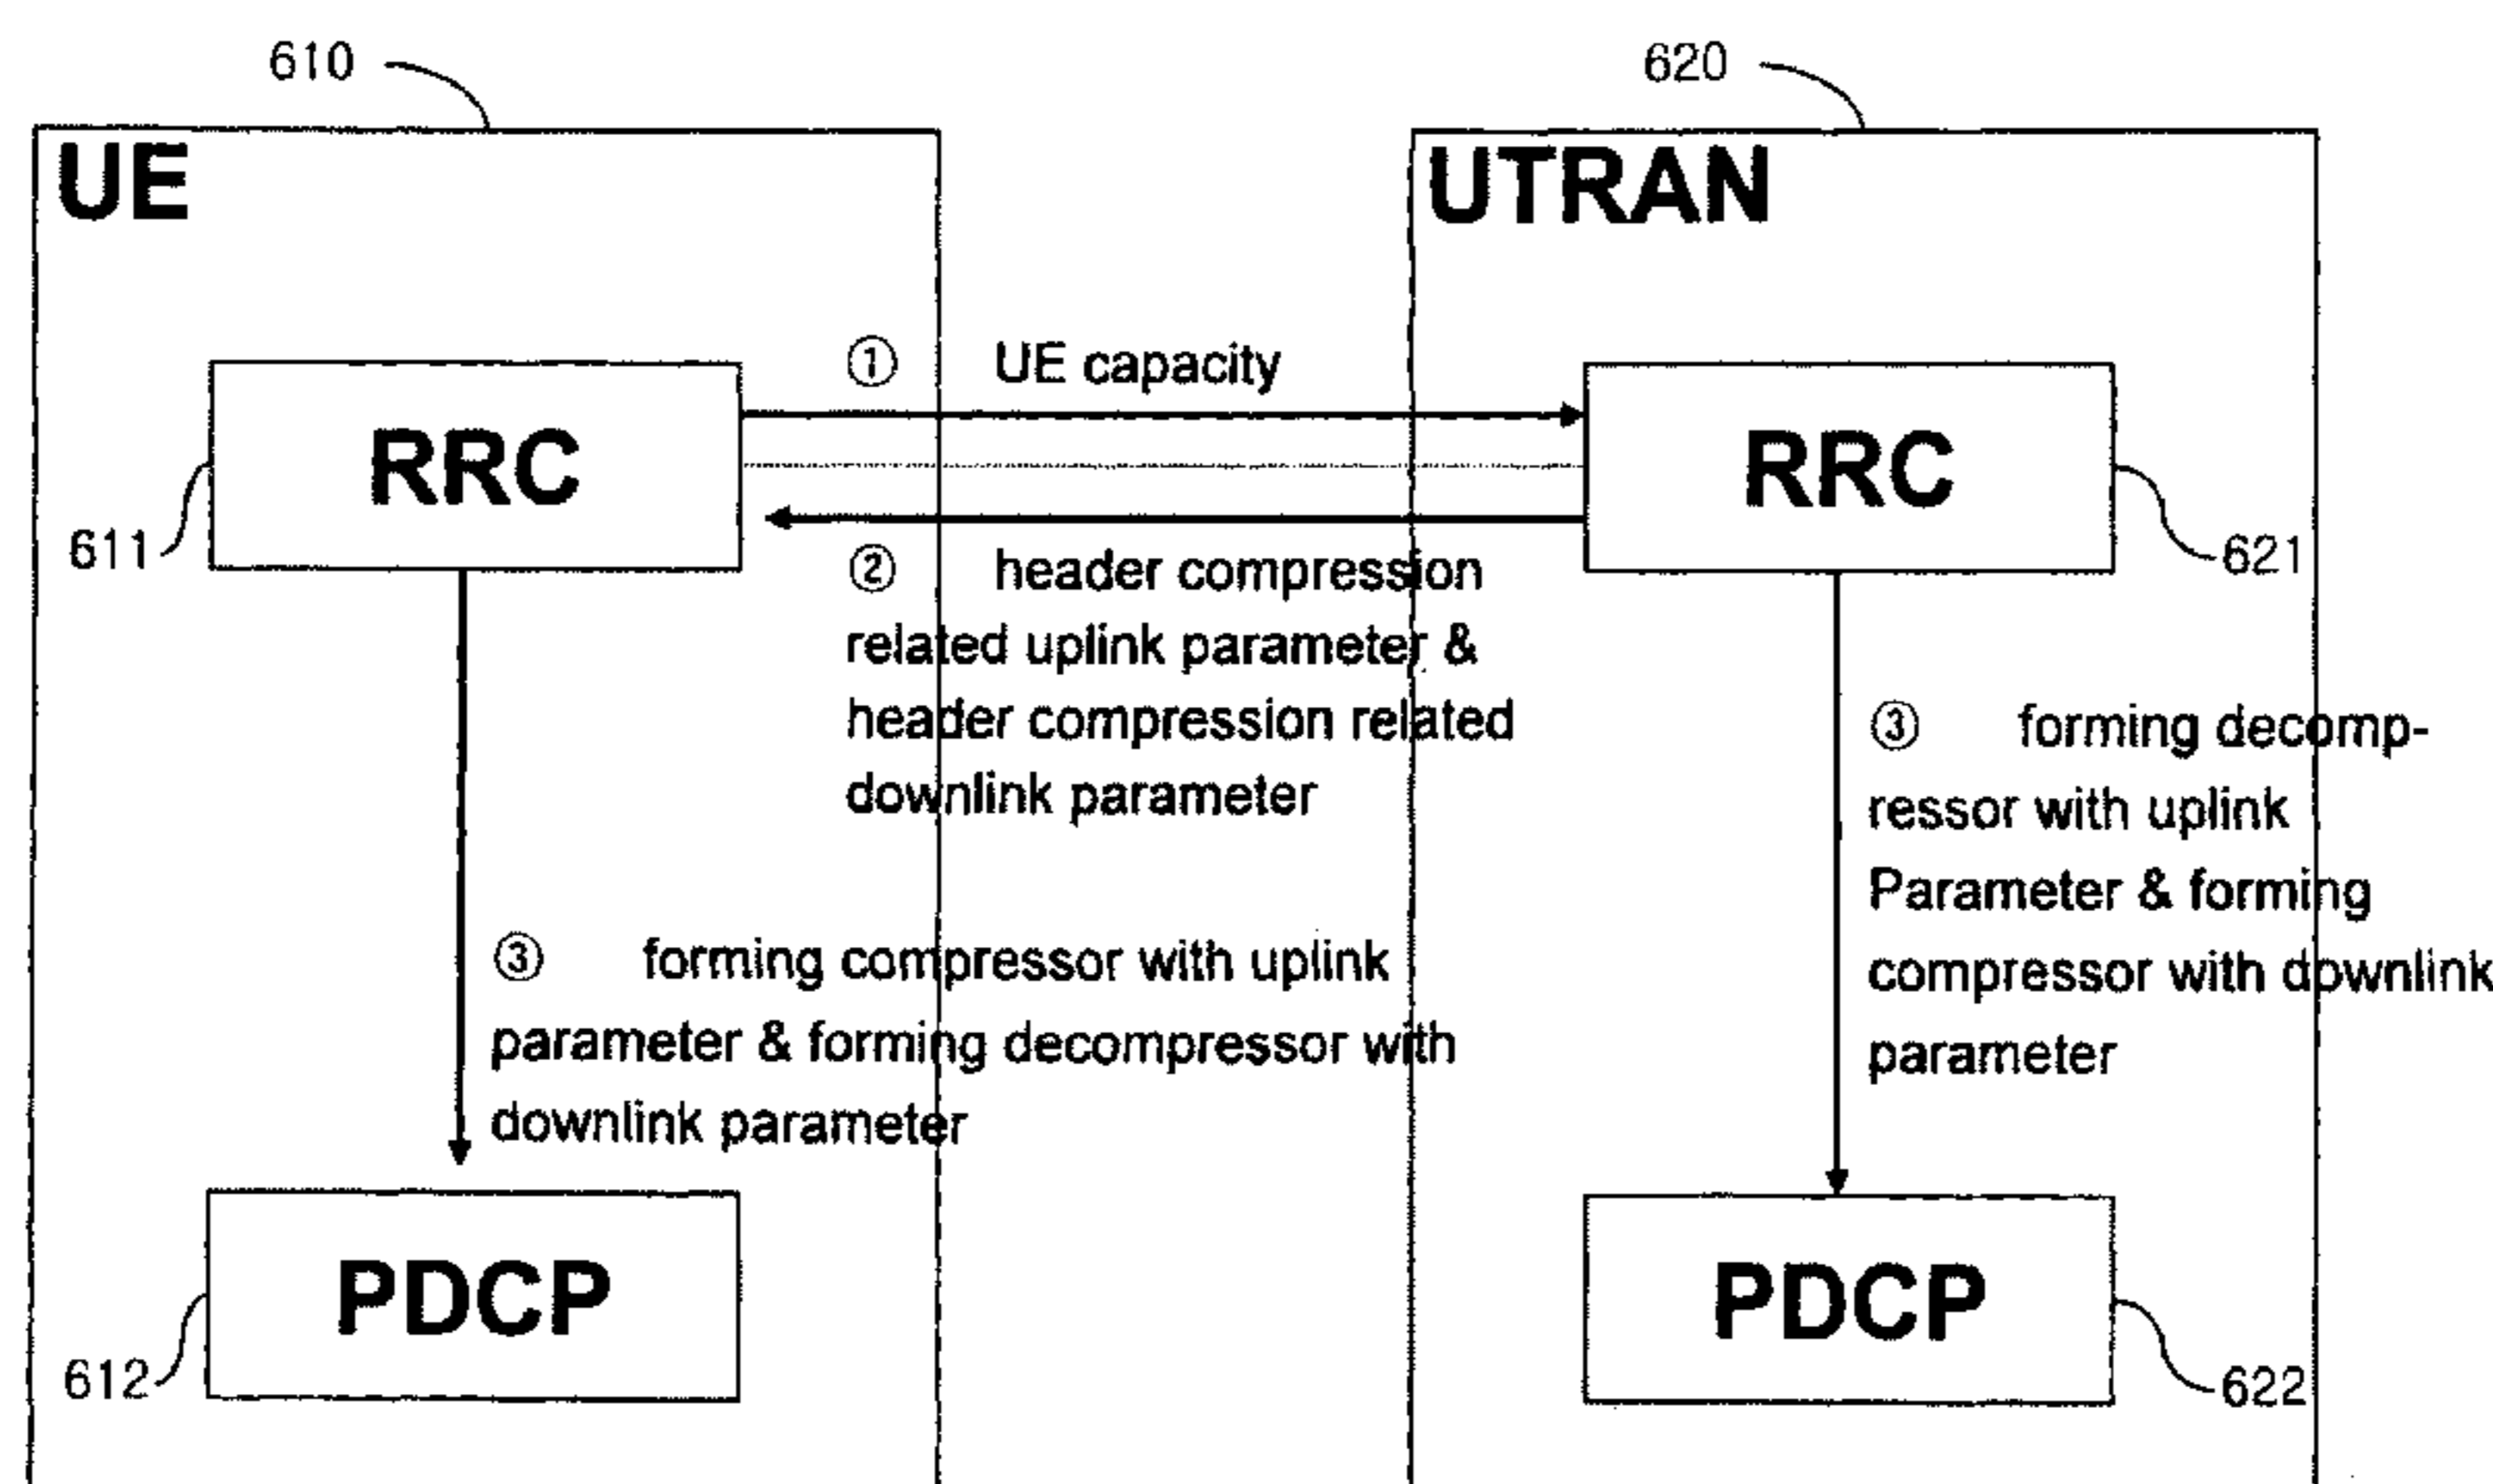 610
620
UE
UTRAN
① UE capacity
RRC
RRC
611
621
② header compression
related uplink parameter &
header compression related
downlink parameter
③ forming decomp-
ressor with uplink
Parameter & forming
compressor with downlink
parameter
③ forming compressor with uplink
parameter & forming decompressor with
downlink parameter
PDCP
PDCP
612
622